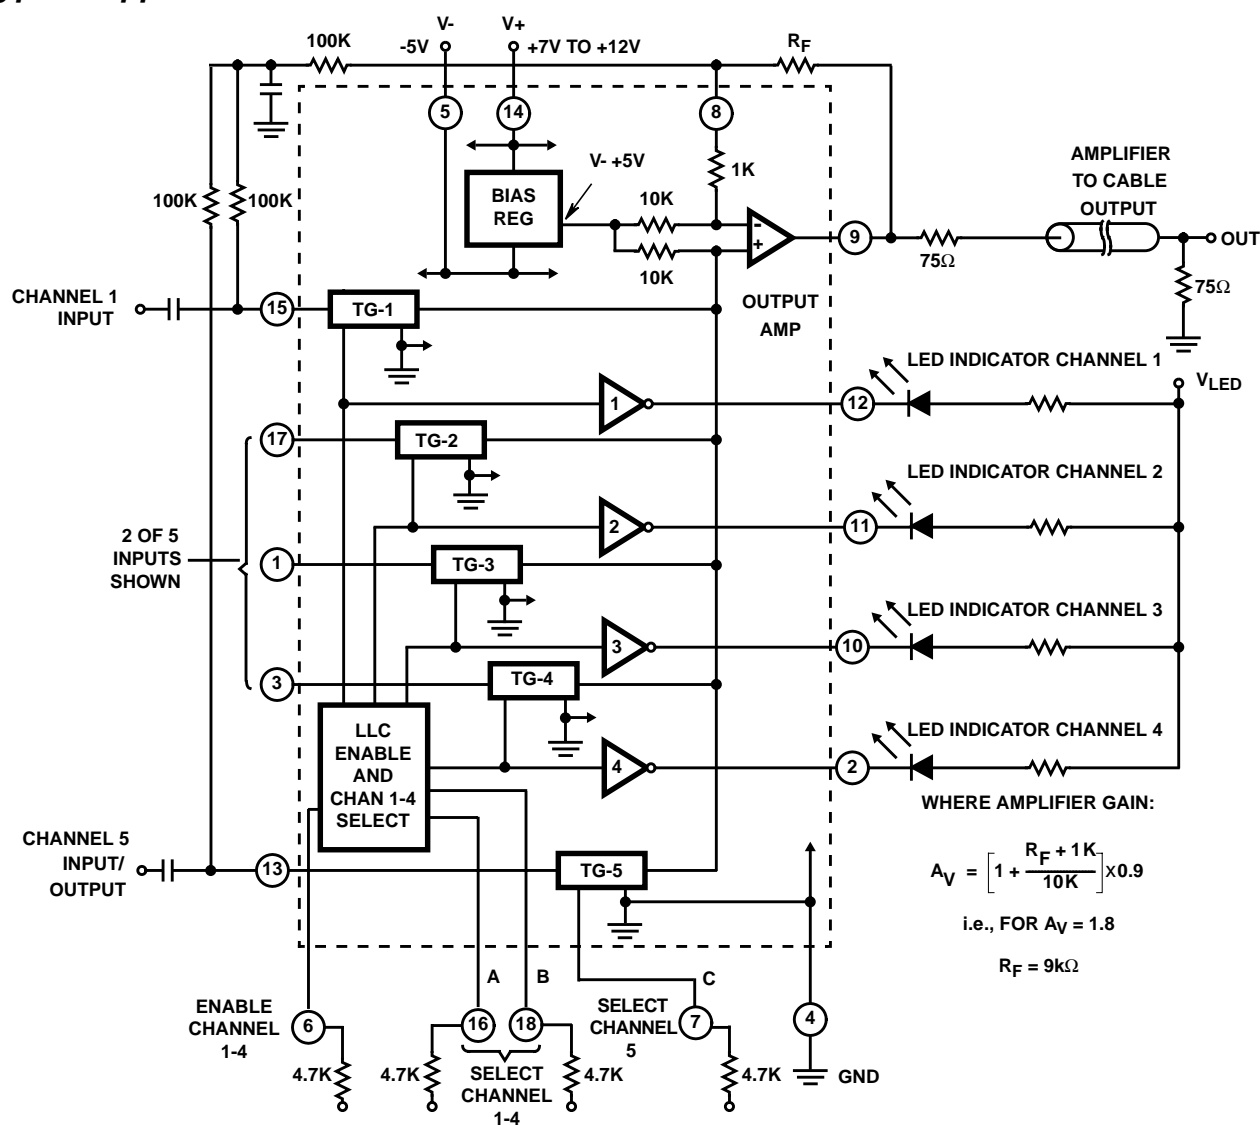 V-
V+
-5V
+7V TO +12V
100K
RF
5
14
8
V- +5V
1K
BIAS
REG
10K
10K
-
+
100K
100K
9
75Ω
AMPLIFIER
TO CABLE
OUTPUT
OUT
75Ω
CHANNEL 1
INPUT
15
TG-1
OUTPUT
AMP
LED INDICATOR CHANNEL 1
VLED
1
12
17
TG-2
LED INDICATOR CHANNEL 2
2
11
2 OF 5
INPUTS
SHOWN
1
TG-3
LED INDICATOR CHANNEL 3
3
10
3
TG-4
LED INDICATOR CHANNEL 4
4
2
LLC
ENABLE
AND
CHAN 1-4
SELECT
WHERE AMPLIFIER GAIN:
AV = [1 + RF + 1K / 10K] X 0.9
i.e., FOR AV = 1.8
RF = 9kΩ
CHANNEL 5
INPUT/
OUTPUT
13
TG-5
A
B
C
ENABLE
CHANNEL
1-4
6
16
18
SELECT
CHANNEL
5
7
4
4.7K
4.7K
SELECT
CHANNEL
1-4
4.7K
4.7K
GND